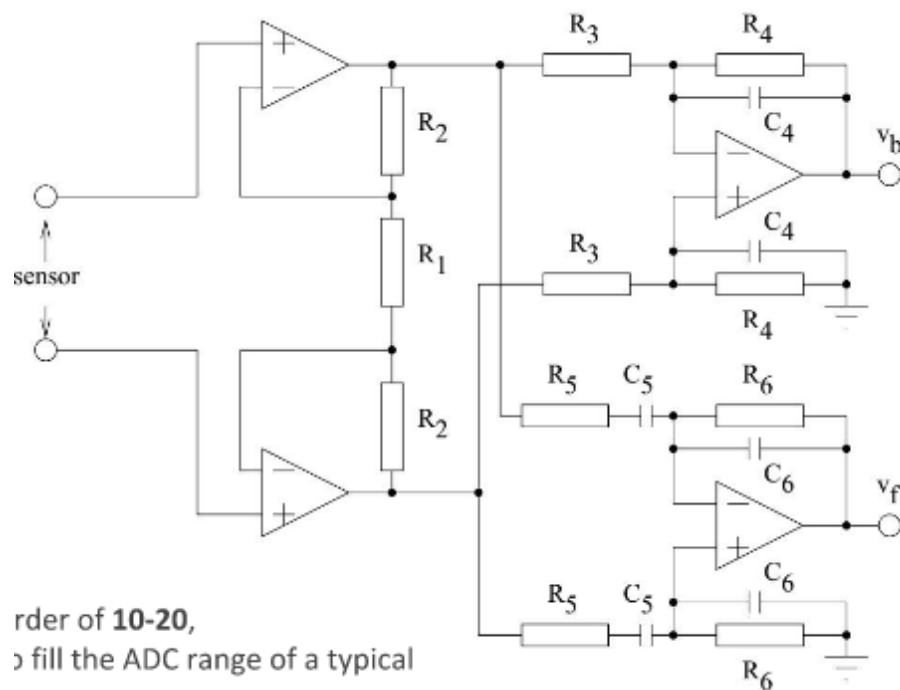 R3
R4
C4
vb
R2
sensor
R1
R3
C4
R4
R2
R5
C5
R6
C6
vf
R5
C5
C6
R6
rder of 10-20,
fill the ADC range of a typical